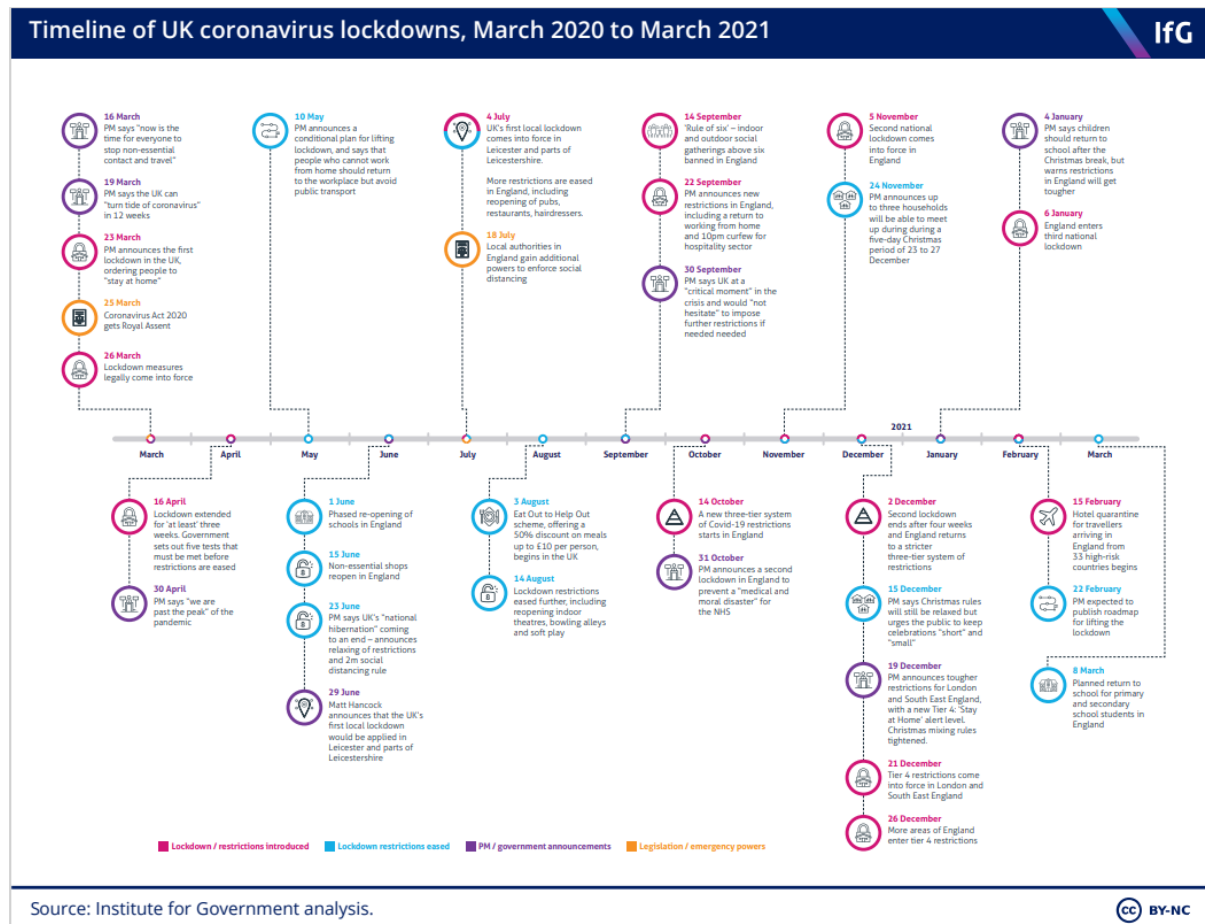 Timeline of UK coronavirus lockdowns, March 2020 to March 2021
IfG
16 March
PM says "now is the
time for everyone to
stop non-essential
contact and travel"
19 March
PM says the UK can
"turn tide of coronavirus"
in 12 weeks
23 March
PM announces the first
lockdown in the UK,
ordering people to
"stay at home"
25 March
Coronavirus Act 2020
gets Royal Assent
26 March
Lockdown measures
legally come into force
10 May
PM announces a
conditional plan for lifting
lockdown, and says that
people who cannot work
from home should return
to the workplace but avoid
public transport
4 July
UK's first local lockdown
comes into force in
Leicester and parts of
Leicestershire.
More restrictions are eased
in England, including
reopening of pubs,
restaurants, hairdressers.
18 July
Local authorities in
England gain additional
powers to enforce social
distancing
14 September
'Rule of six' – indoor
and outdoor social
gatherings above six
banned in England
22 September
PM announces new
restrictions in England,
including a return to
working from home
and 10pm curfew for
hospitality sector
30 September
PM says UK at a
"critical moment" in the
crisis and would "not
hesitate" to impose
further restrictions if
needed needed
5 November
Second national
lockdown comes
into force in
England
24 November
PM announces up
to three households
will be able to meet
up during during a
five-day Christmas
period of 23 to 27
December
4 January
PM says children
should return to
school after the
Christmas break, but
warns restrictions
in England will get
tougher
6 January
England enters
third national
lockdown
2021
March April May June July August September October November December January February March
16 April
Lockdown extended
for 'at least' three
weeks. Government
sets out five tests that
must be met before
restrictions are eased
30 April
PM says "we are
past the peak" of the
pandemic
1 June
Phased re-opening of
schools in England
15 June
Non-essential shops
reopen in England
23 June
PM says UK's "national
hibernation" coming
to an end – announces
relaxing of restrictions
and 2m social
distancing rule
29 June
Matt Hancock
announces that the UK's
first local lockdown
would be applied in
Leicester and parts of
Leicestershire
3 August
Eat Out to Help Out
scheme, offering a
50% discount on meals
up to £10 per person,
begins in the UK
14 August
Lockdown restrictions
eased further, including
reopening indoor
theatres, bowling alleys
and soft play
14 October
A new three-tier system
of Covid-19 restrictions
starts in England
31 October
PM announces a second
lockdown in England to
prevent a "medical and
moral disaster" for
the NHS
2 December
Second lockdown
ends after four weeks
and England returns
to a stricter
three-tier system of
restrictions
15 December
PM says Christmas rules
will still be relaxed but
urges the public to keep
celebrations "short" and
"small"
19 December
PM announces tougher
restrictions for London
and South East England,
with a new Tier 4: 'Stay
at Home' alert level.
Christmas mixing rules
tightened.
21 December
Tier 4 restrictions come
into force in London and
South East England
26 December
More areas of England
enter tier 4 restrictions
15 February
Hotel quarantine
for travellers
arriving in
England from
33 high-risk
countries begins
22 February
PM expected to
publish roadmap
for lifting the
lockdown
8 March
Planned return to
school for primary
and secondary
school students in
England
Lockdown / restrictions introduced Lockdown restrictions eased PM / government announcements Legislation / emergency powers
Source: Institute for Government analysis.
cc BY-NC